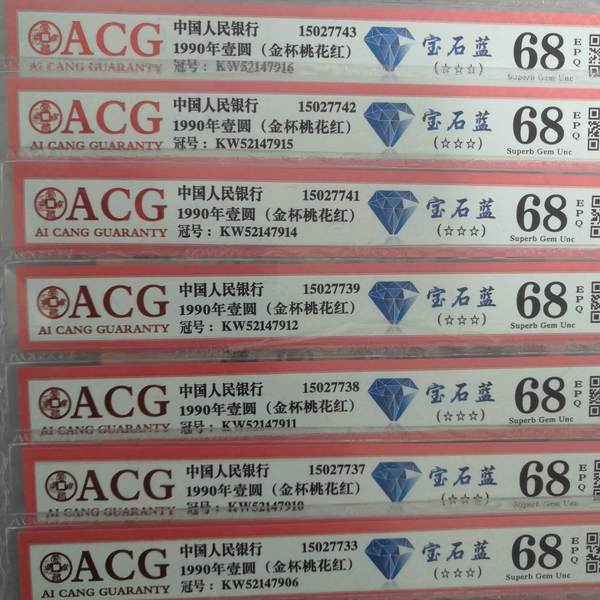 ACG
AI CANG GUARANTY
中国人民银行 15027743
1990年壹圆（金杯桃花红）
冠号： KW52147916
宝石蓝
(☆☆☆)
68
EPQ
Superb Gem Unc
ACG
AI CANG GUARANTY
中国人民银行 15027742
1990年壹圆（金杯桃花红）
冠号： KW52147915
宝石蓝
(☆☆☆)
68
EPQ
Superb Gem Unc
ACG
AI CANG GUARANTY
中国人民银行 15027741
1990年壹圆（金杯桃花红）
冠号： KW52147914
宝石蓝
(☆☆☆)
68
EPQ
Superb Gem Unc
ACG
AI CANG GUARANTY
中国人民银行 15027739
1990年壹圆（金杯桃花红）
冠号： KW52147912
宝石蓝
(☆☆☆)
68
EPQ
Superb Gem Unc
ACG
AI CANG GUARANTY
中国人民银行 15027738
1990年壹圆（金杯桃花红）
冠号： KW52147911
宝石蓝
(☆☆☆)
68
EPQ
Superb Gem Unc
ACG
AI CANG GUARANTY
中国人民银行 15027737
1990年壹圆（金杯桃花红）
冠号： KW52147910
宝石蓝
(☆☆☆)
68
EPQ
Superb Gem Unc
ACG
AI CANG GUARANTY
中国人民银行 15027733
1990年壹圆（金杯桃花红）
冠号： KW52147906
宝石蓝
(☆☆☆)
68
EPQ
Superb Gem Unc